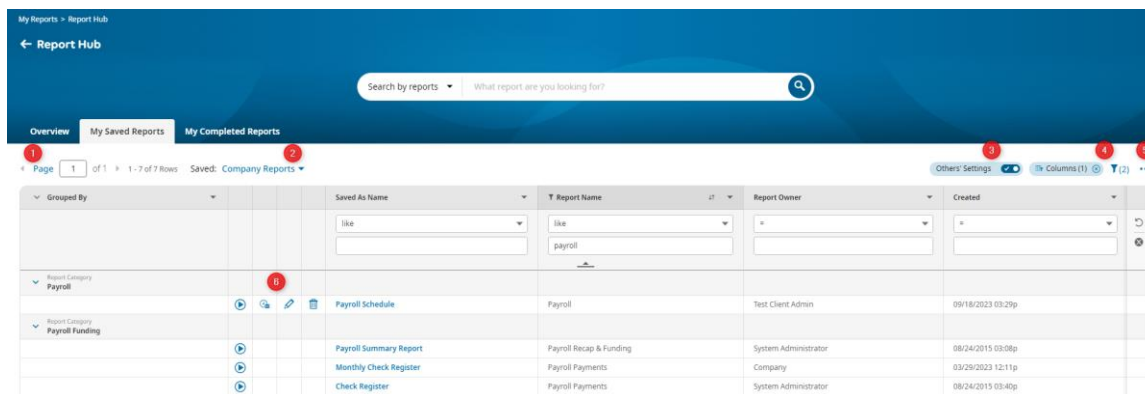 My Reports > Report Hub
← Report Hub
Search by reports What report are you looking for?
Overview My Saved Reports My Completed Reports
1 2 3 4 5
Page 1 of 1 1 - 7 of 7 Rows Saved: Company Reports Others' Settings Columns (1) (2) ...
Grouped By Saved As Name Report Name Report Owner Created
like like = =
payroll
6
Report Category
Payroll
Payroll Schedule Payroll Test Client Admin 09/18/2023 03:29p
Report Category
Payroll Funding
Payroll Summary Report Payroll Recap & Funding System Administrator 08/24/2015 03:08p
Monthly Check Register Payroll Payments Company 03/29/2023 12:11p
Check Register Payroll Payments System Administrator 08/24/2015 03:40p